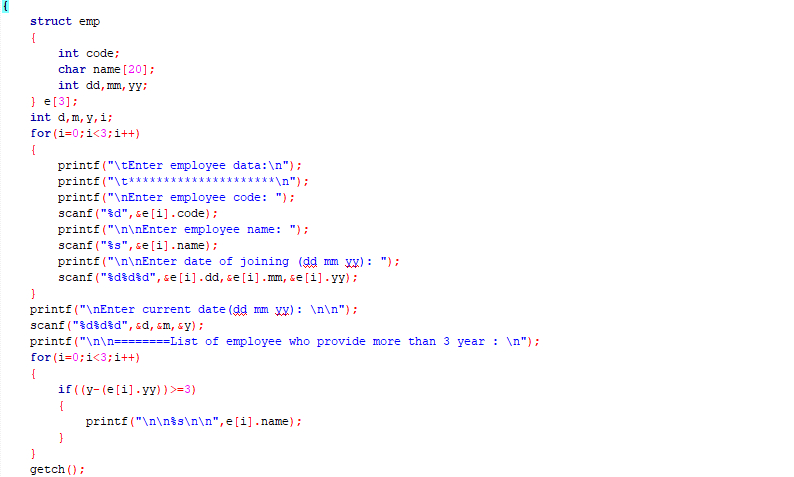 {
struct emp
{
int code;
char name[20];
int dd,mm,yy;
} e[3];
int d,m,y,i;
for(i=0;i<3;i++)
{
printf("\tEnter employee data:\n");
printf("\t*********************\n");
printf("\nEnter employee code: ");
scanf("%d",&e[i].code);
printf("\n\nEnter employee name: ");
scanf("%s",&e[i].name);
printf("\n\nEnter date of joining (dd mm yy): ");
scanf("%d%d%d",&e[i].dd,&e[i].mm,&e[i].yy);
}
printf("\nEnter current date(dd mm yy): \n\n");
scanf("%d%d%d",&d,&m,&y);
printf("\n\n========List of employee who provide more than 3 year : \n");
for(i=0;i<3;i++)
{
if((y-(e[i].yy))>=3)
{
printf("\n\n%s\n\n",e[i].name);
}
}
getch();